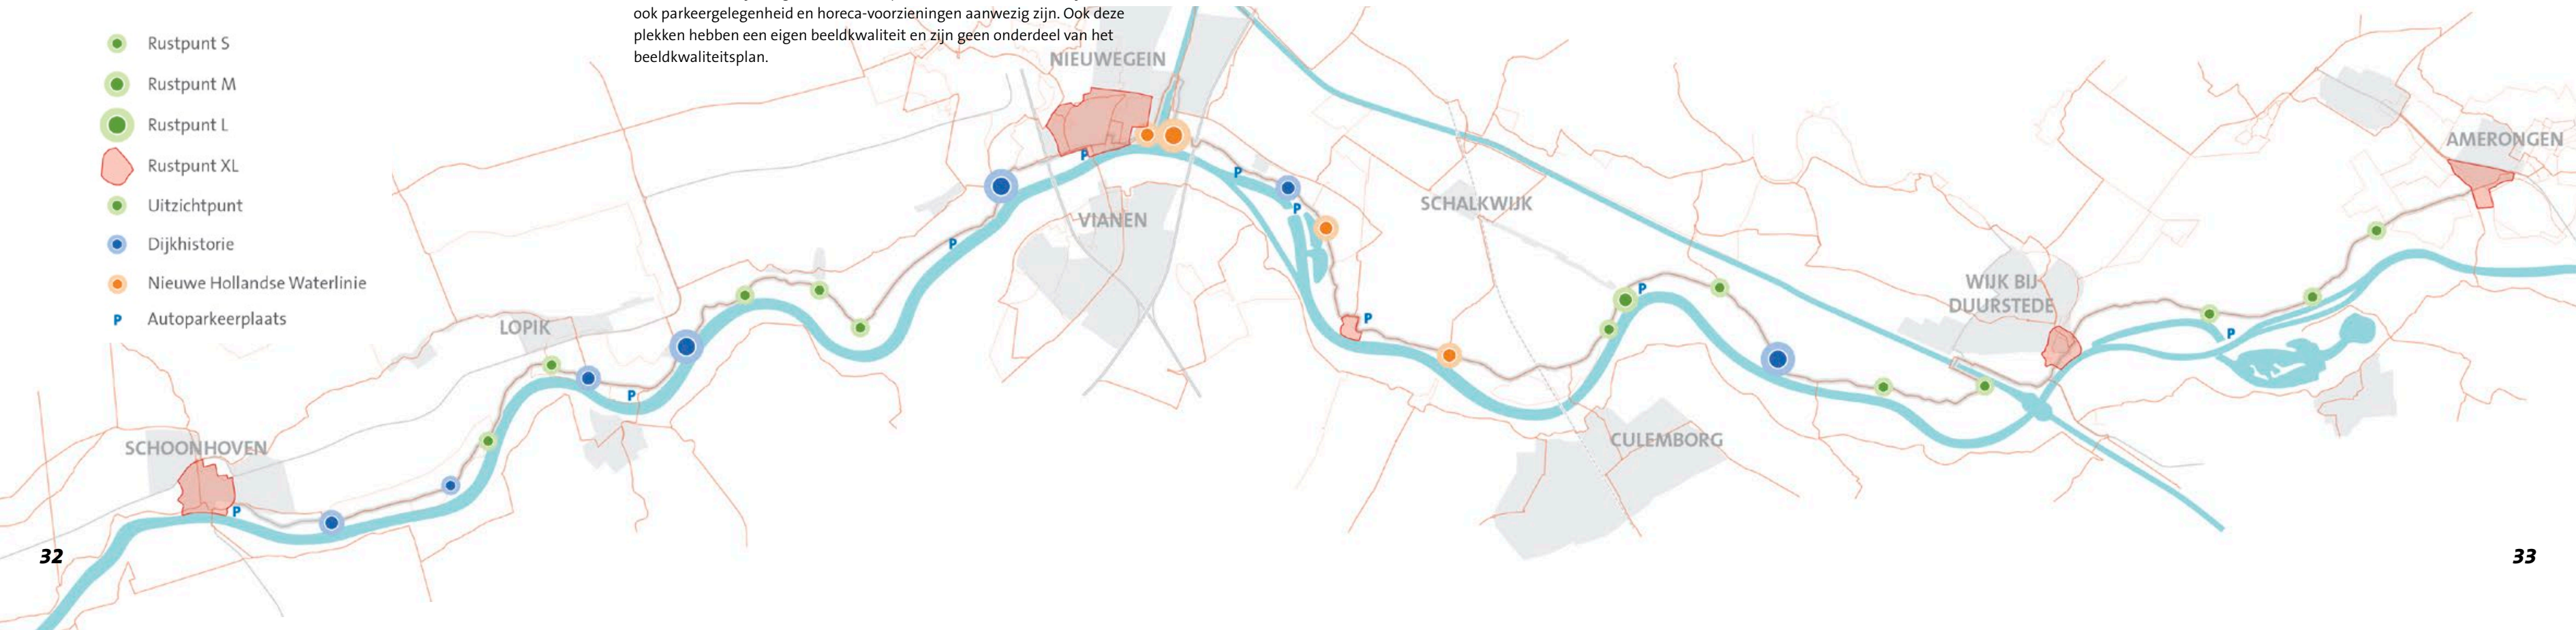 ook parkeergelegenheid en horeca-voorzieningen aanwezig zijn. Ook deze
plekken hebben een eigen beeldkwaliteit en zijn geen onderdeel van het
beeldkwaliteitsplan.
Rustpunt S
Rustpunt M
Rustpunt L
Rustpunt XL
Uitzichtpunt
Dijkhistorie
Nieuwe Hollandse Waterlinie
P Autoparkeerplaats
NIEUWEGEIN
AMERONGEN
P
P
SCHALKWIJK
P
VIANEN
P
WIJK BIJ
DUURSTEDE
P
P
LOPIK
P
P
SCHOONHOVEN
CULEMBORG
P
32
33